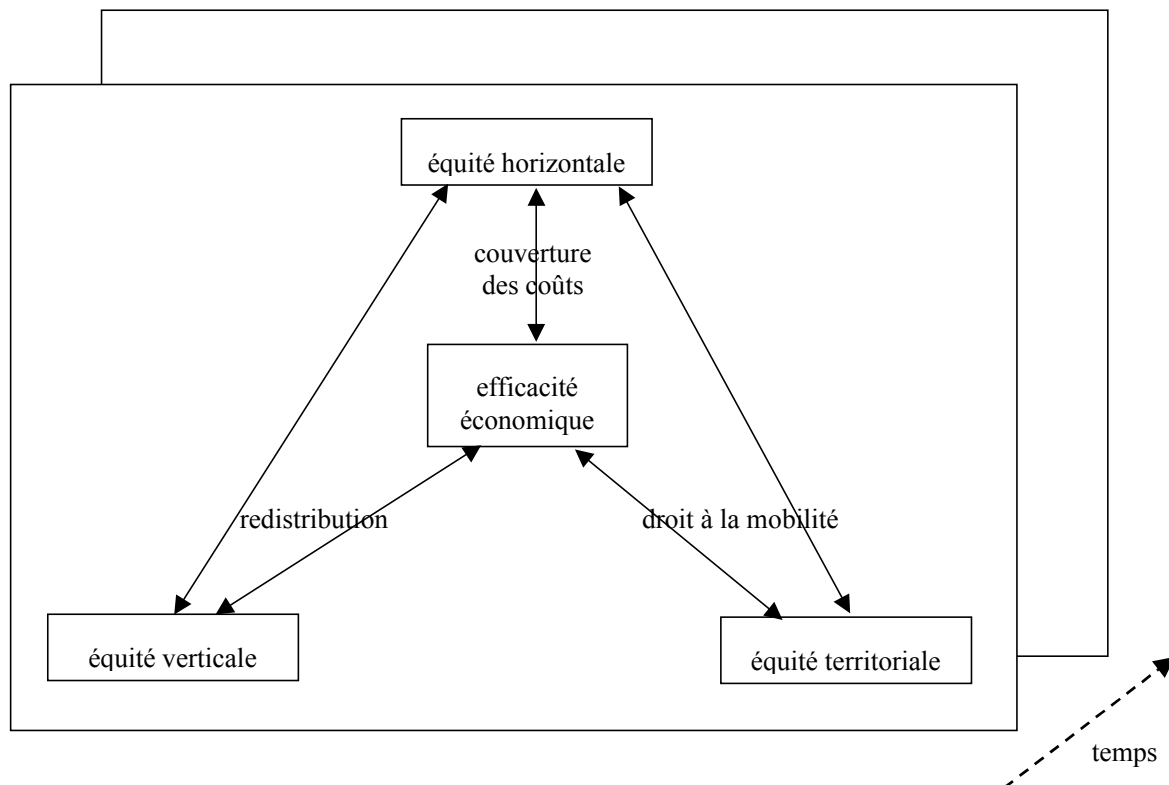 équité horizontale
couverture
des coûts
efficacité
économique
redistribution
droit à la mobilité
équité verticale
équité territoriale
temps